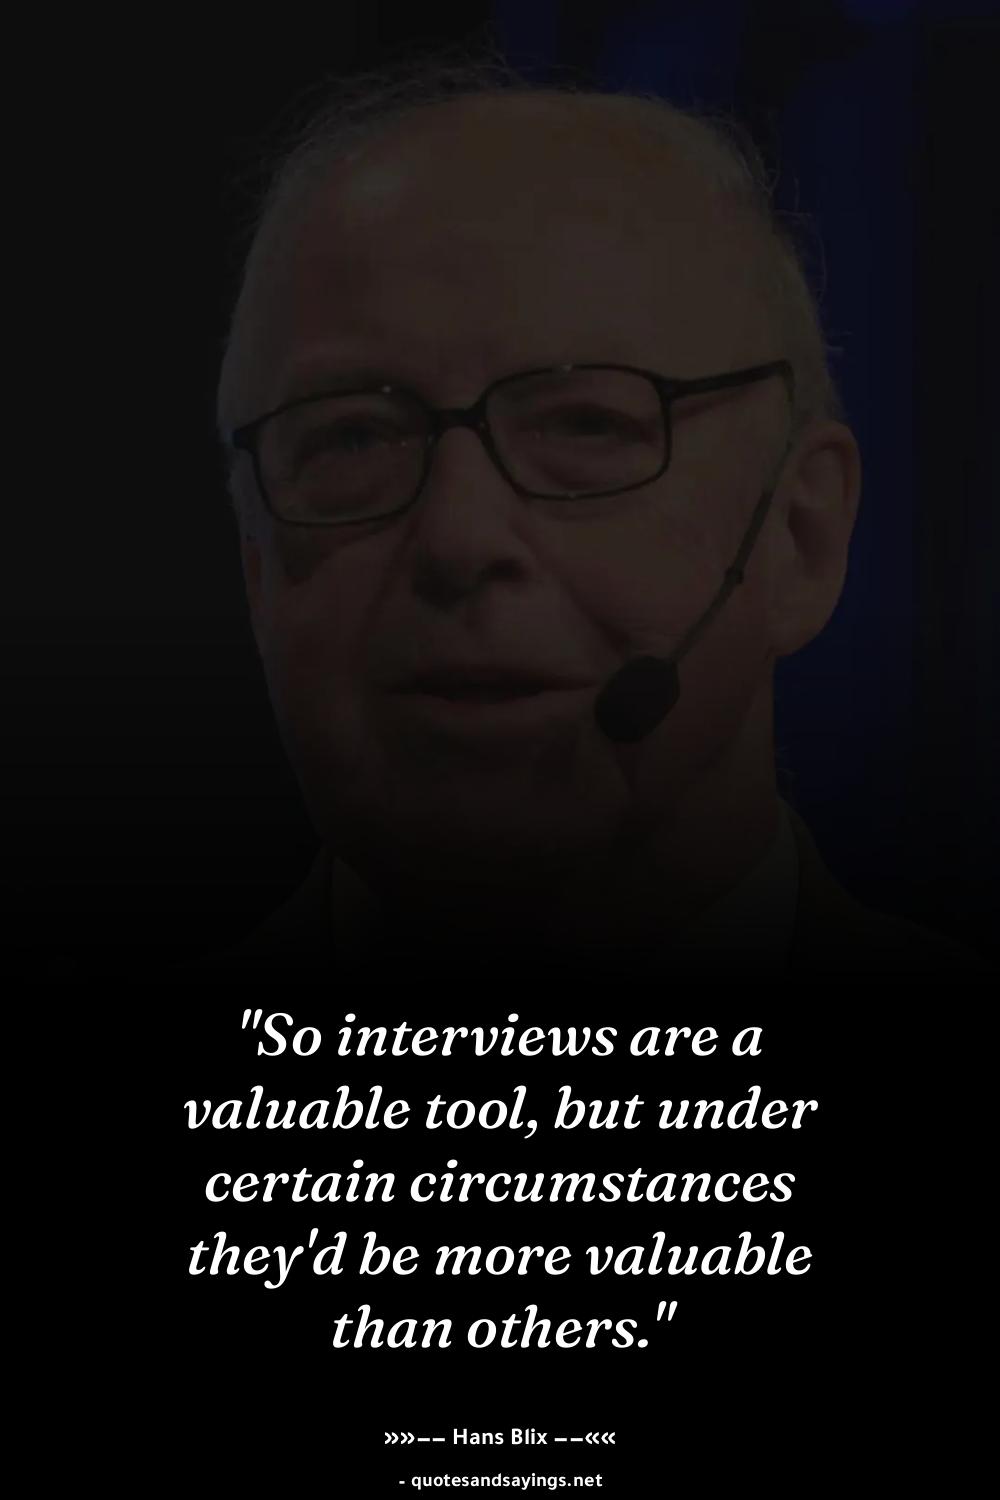 "So interviews are a
valuable tool, but under
certain circumstances
they'd be more valuable
than others."
»»–– Hans Blix ––««
- quotesandsayings.net